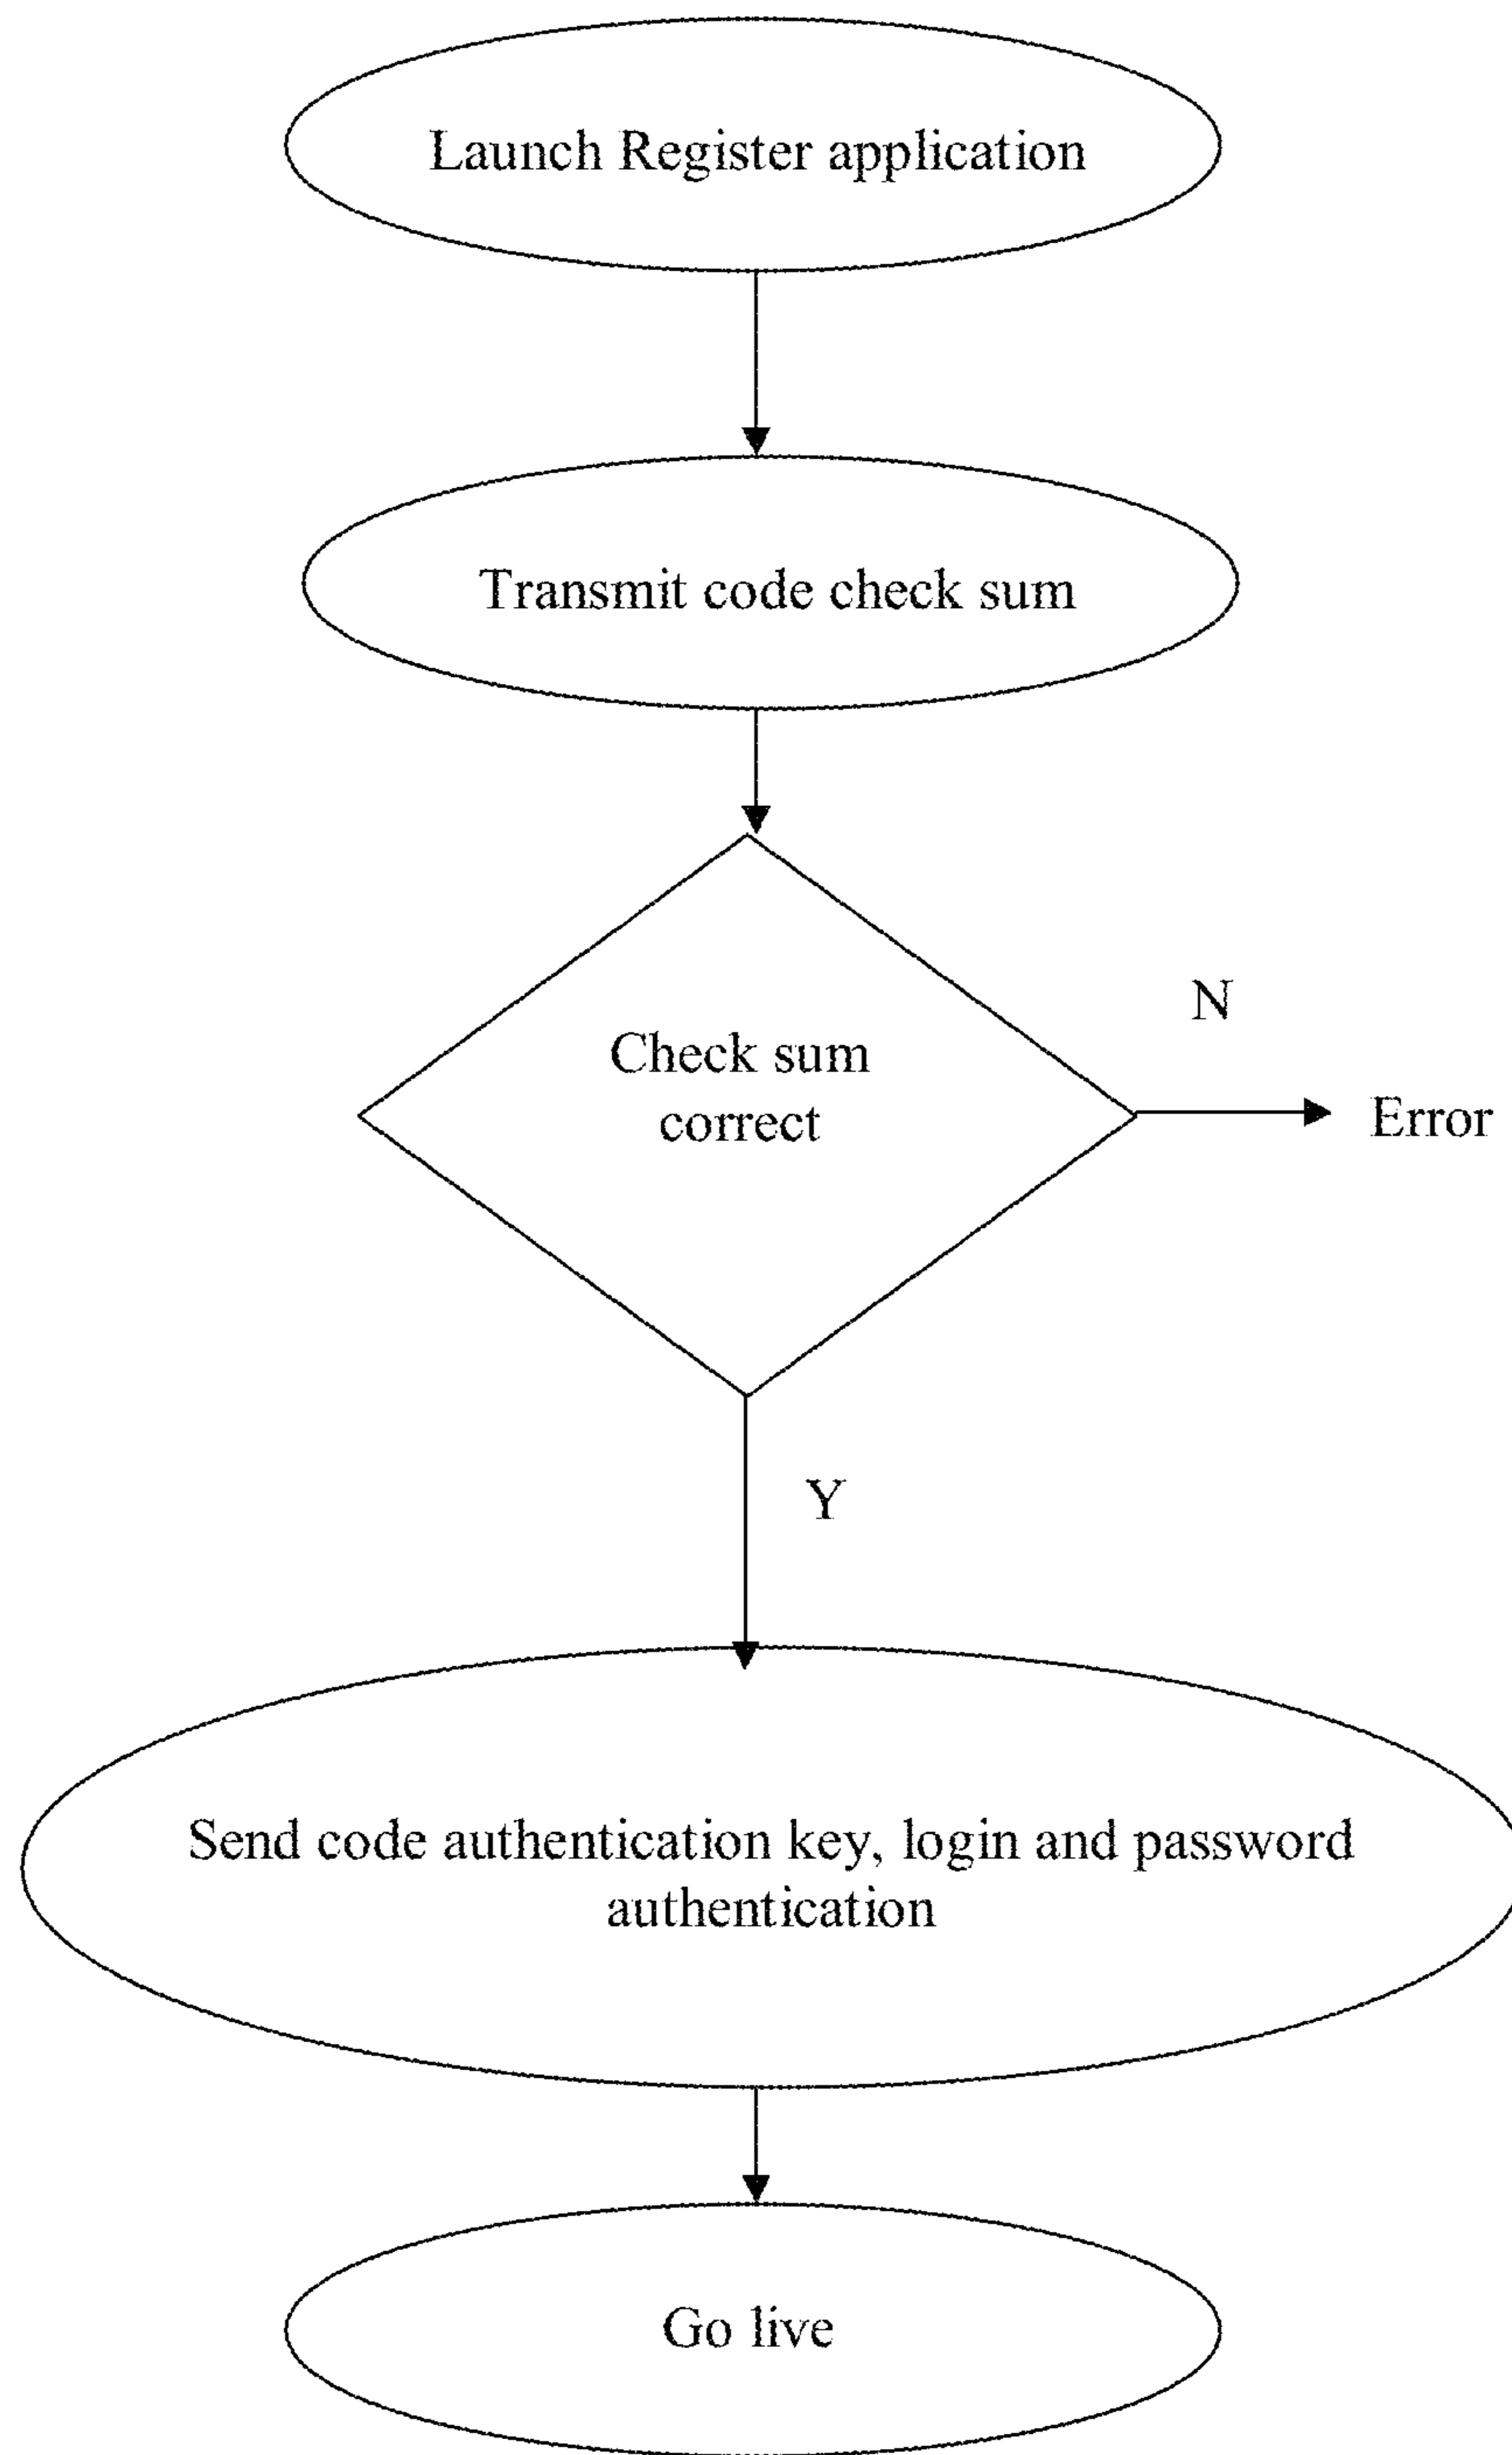 Launch Register application
Transmit code check sum
Check sum
correct
N
Error
Y
Send code authentication key, login and password
authentication
Go live